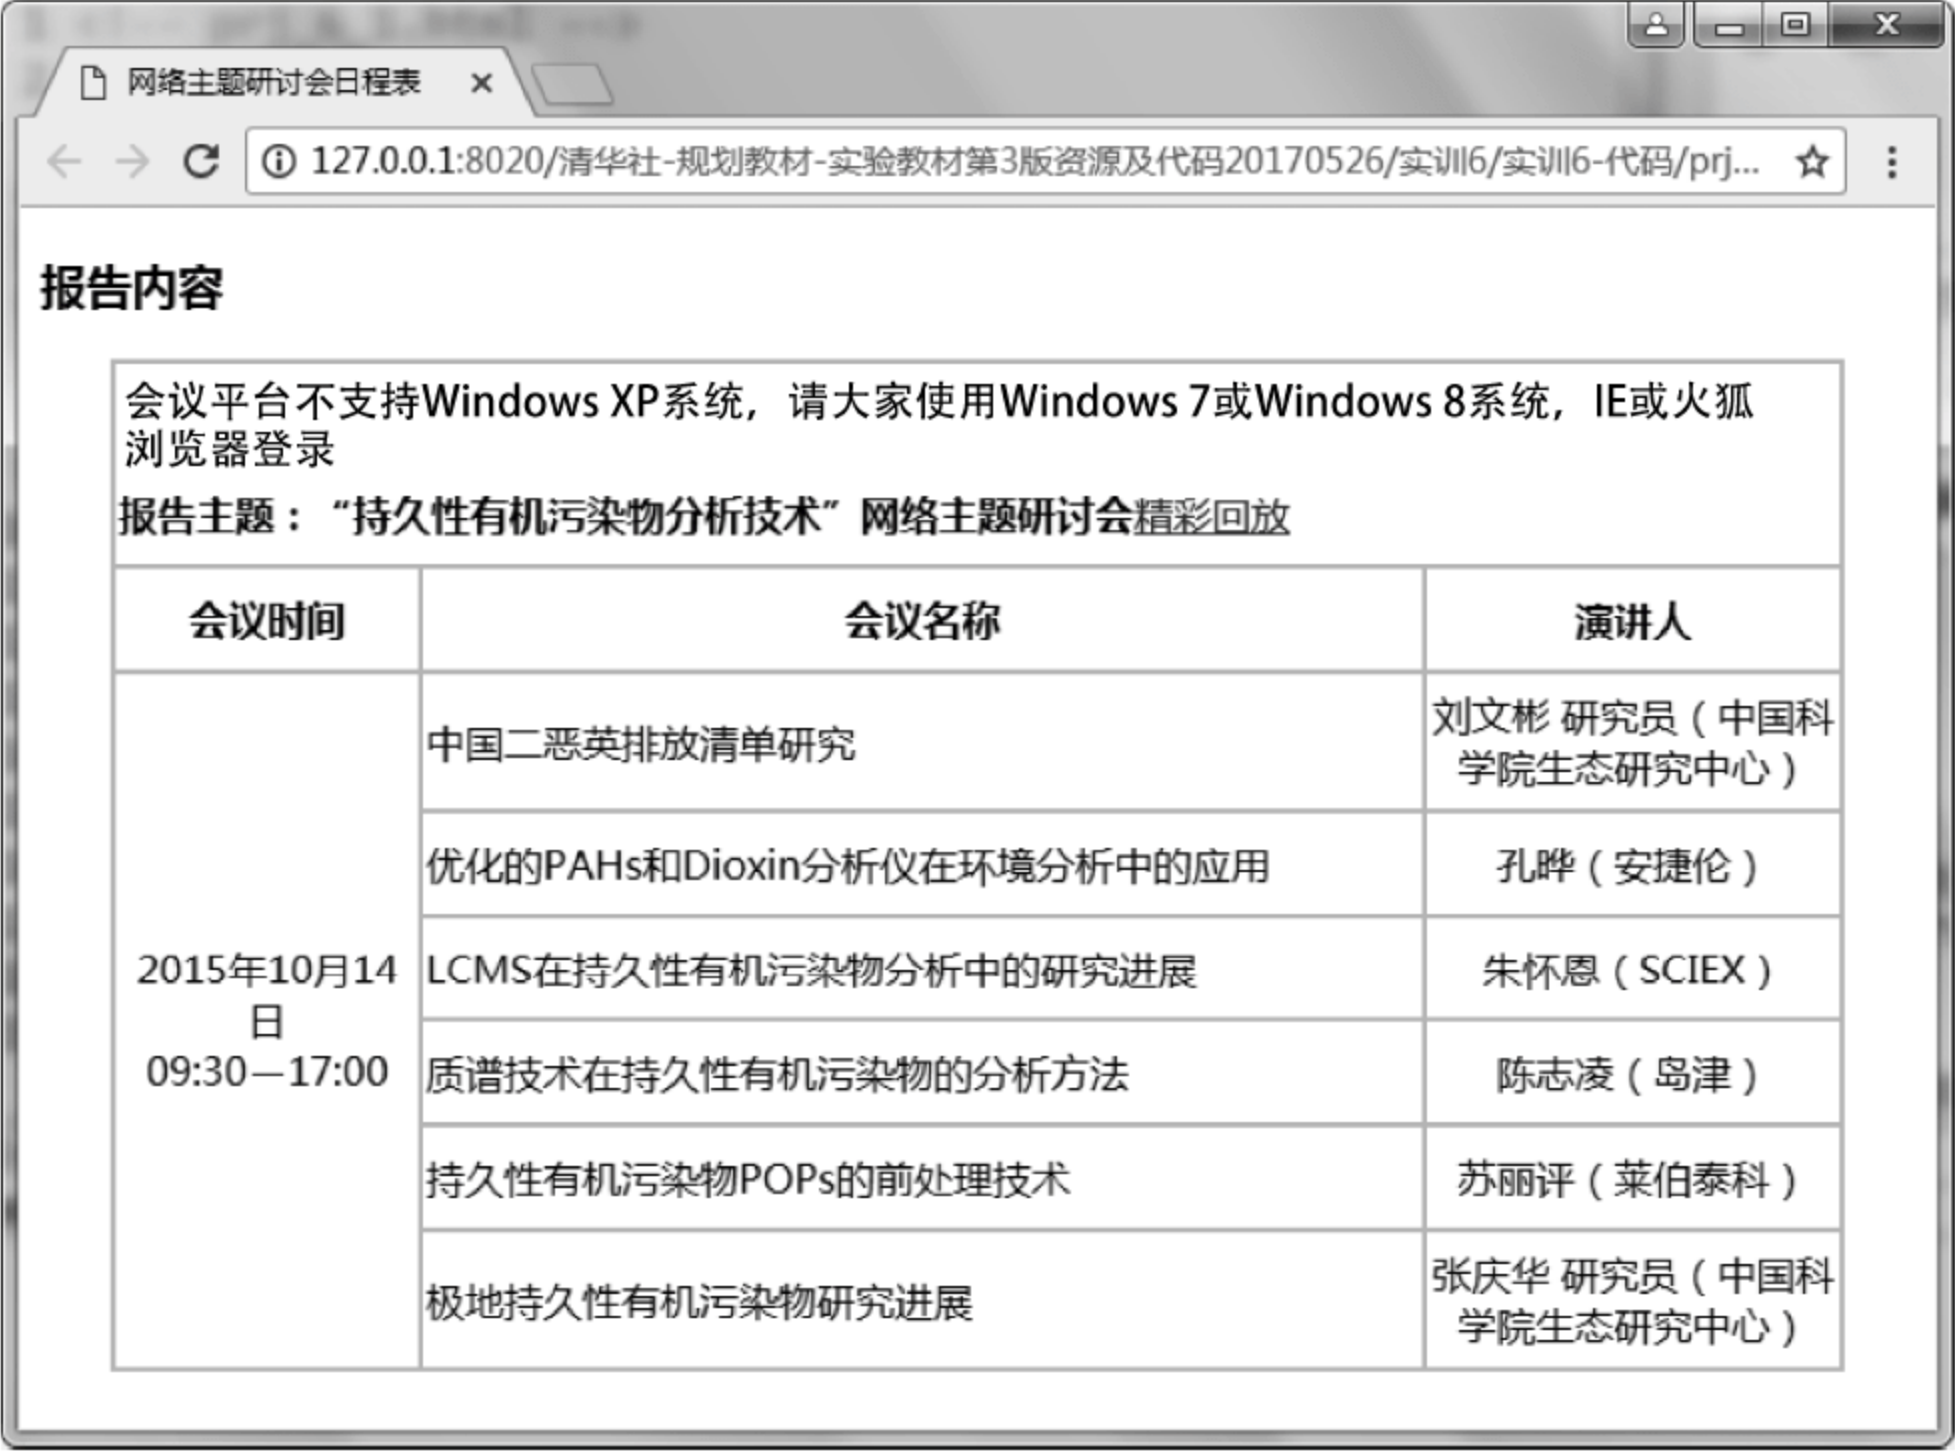 网络主题研讨会日程表
127.0.0.1:8020/清华社-规划教材-实验教材第3版资源及代码20170526/实训6/实训6-代码/prj...
报告内容
会议平台不支持Windows XP系统，请大家使用Windows 7或Windows 8系统，IE或火狐
浏览器登录
报告主题：“持久性有机污染物分析技术”网络主题研讨会精彩回放
会议时间 会议名称 演讲人
2015年10月14
日
09:30—17:00
中国二恶英排放清单研究
刘文彬 研究员（中国科
学院生态研究中心）
优化的PAHs和Dioxin分析仪在环境分析中的应用
孔晔（安捷伦）
LCMS在持久性有机污染物分析中的研究进展
朱怀恩（SCIEX）
质谱技术在持久性有机污染物的分析方法
陈志凌（岛津）
持久性有机污染物POPs的前处理技术
苏丽评（莱伯泰科）
极地持久性有机污染物研究进展
张庆华 研究员（中国科
学院生态研究中心）